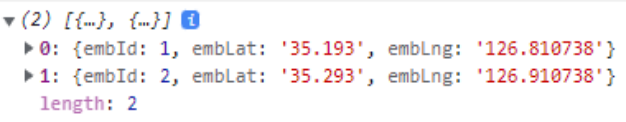 (2) [{…}, {…}] i
0: {embId: 1, embLat: '35.193', embLng: '126.810738'}
1: {embId: 2, embLat: '35.293', embLng: '126.910738'}
length: 2